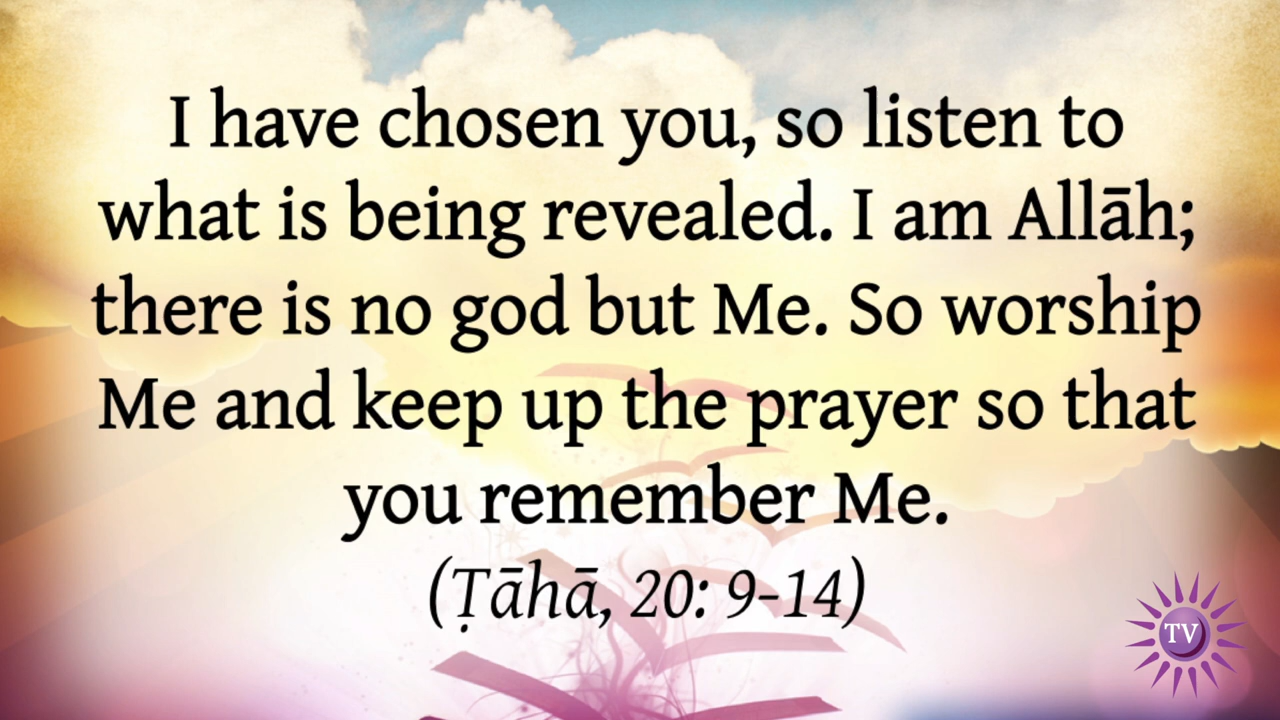 I have chosen you, so listen to
what is being revealed. I am Allāh;
there is no god but Me. So worship
Me and keep up the prayer so that
you remember Me.
(Ṭāhā, 20: 9-14)
TV